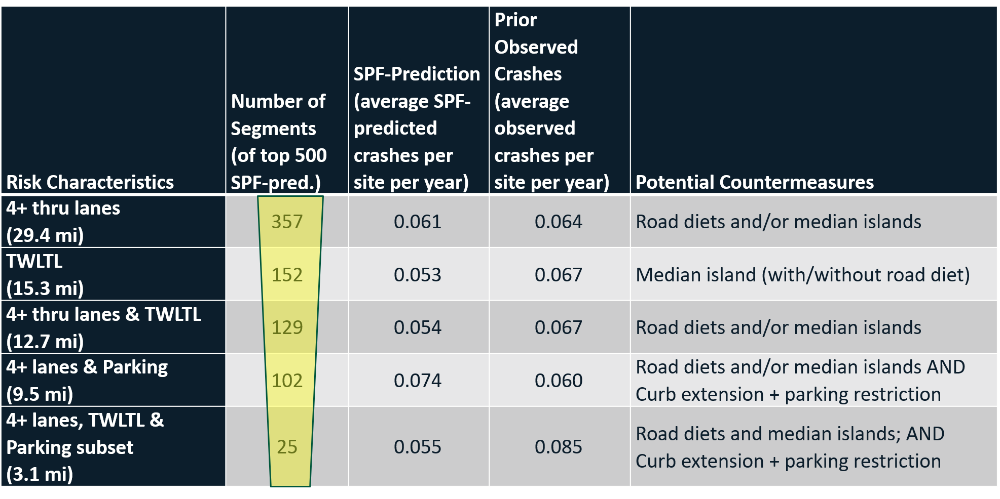 Risk Characteristics
Number of
Segments
(of top 500
SPF-pred.)
SPF-Prediction
(average SPF-
predicted
crashes per
site per year)
Prior
Observed
Crashes
(average
observed
crashes per
site per year)
Potential Countermeasures
4+ thru lanes
(29.4 mi)
357
0.061
0.064
Road diets and/or median islands
TWLTL
(15.3 mi)
152
0.053
0.067
Median island (with/without road diet)
4+ thru lanes & TWLTL
(12.7 mi)
129
0.054
0.067
Road diets and/or median islands
4+ lanes & Parking
(9.5 mi)
102
0.074
0.060
Road diets and/or median islands AND
Curb extension + parking restriction
4+ lanes, TWLTL &
Parking subset
(3.1 mi)
25
0.055
0.085
Road diets and median islands; AND
Curb extension + parking restriction